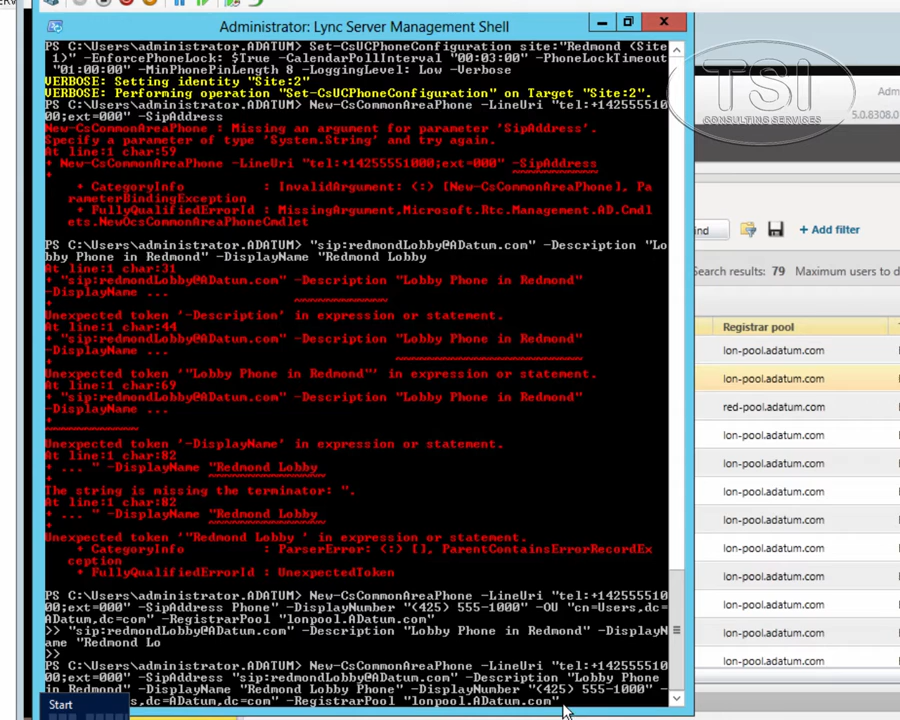 Administrator: Lync Server Management Shell
PS C:\Users\administrator.ADATUM> Set-CsUCPhoneConfiguration site:"Redmond (Site
1)" -EnforcePhoneLock: $True -CalendarPollInterval "00:03:00" -PhoneLockTimeout
"01:00:00" -MinPhonePinLength 8 -LoggingLevel: Low -Verbose
VERBOSE: Setting identity "Site:2"
VERBOSE: Performing operation "Set-CsUCPhoneConfiguration" on Target "Site:2".
PS C:\Users\administrator.ADATUM> New-CsCommonAreaPhone -LineUri "tel:+142555510
00;ext=000" -SipAddress
New-CsCommonAreaPhone : Missing an argument for parameter 'SipAddress'.
Specify a parameter of type 'System.String' and try again.
At line:1 char:59
+ New-CsCommonAreaPhone -LineUri "tel:+14255551000;ext=000" -SipAddress
+
+ CategoryInfo : InvalidArgument: (:) [New-CsCommonAreaPhone], Pa
rameterBindingException
+ FullyQualifiedErrorId : MissingArgument,Microsoft.Rtc.Management.AD.Cmdl
ets.NewOcsCommonAreaPhoneCmdlet
PS C:\Users\administrator.ADATUM> "sip:redmondLobby@ADatum.com" -Description "Lo
bby Phone in Redmond" -DisplayName "Redmond Lobby
At line:1 char:31
+ "sip:redmondLobby@ADatum.com" -Description "Lobby Phone in Redmond"
-DisplayName ...
+
Unexpected token '-Description' in expression or statement.
At line:1 char:44
+ "sip:redmondLobby@ADatum.com" -Description "Lobby Phone in Redmond"
-DisplayName ...
+
Unexpected token '"Lobby Phone in Redmond"' in expression or statement.
At line:1 char:69
+ "sip:redmondLobby@ADatum.com" -Description "Lobby Phone in Redmond"
-DisplayName ...
+
Unexpected token '-DisplayName' in expression or statement.
At line:1 char:82
+ ... " -DisplayName "Redmond Lobby
+
The string is missing the terminator: ".
At line:1 char:82
+ ... " -DisplayName "Redmond Lobby
+
Unexpected token '"Redmond Lobby ' in expression or statement.
+ CategoryInfo : ParserError: (:) [], ParentContainsErrorRecordEx
ception
+ FullyQualifiedErrorId : UnexpectedToken
PS C:\Users\administrator.ADATUM> New-CsCommonAreaPhone -LineUri "tel:+142555510
00;ext=000" -SipAddress Phone" -DisplayNumber "(425) 555-1000" -OU "cn=Users,dc=
ADatum,dc=com" -RegistrarPool "lonpool.ADatum.com"
>> "sip:redmondLobby@ADatum.com" -Description "Lobby Phone in Redmond" -DisplayN
ame "Redmond Lo
>>
PS C:\Users\administrator.ADATUM> New-CsCommonAreaPhone -LineUri "tel:+142555510
00;ext=000" -SipAddress "sip:redmondLobby@ADatum.com" -Description "Lobby Phone
in Redmond" -DisplayName "Redmond Lobby Phone" -DisplayNumber "(425) 555-1000" -
s,dc=ADatum,dc=com" -RegistrarPool "lonpool.ADatum.com"
Start
TSI
CONSULTING SERVICES
5.0.8308.0
Add filter
Search results: 79 Maximum users to d
Registrar pool
lon-pool.adatum.com
lon-pool.adatum.com
red-pool.adatum.com
lon-pool.adatum.com
lon-pool.adatum.com
lon-pool.adatum.com
lon-pool.adatum.com
lon-pool.adatum.com
lon-pool.adatum.com
lon-pool.adatum.com
lon-pool.adatum.com
lon-pool.adatum.com